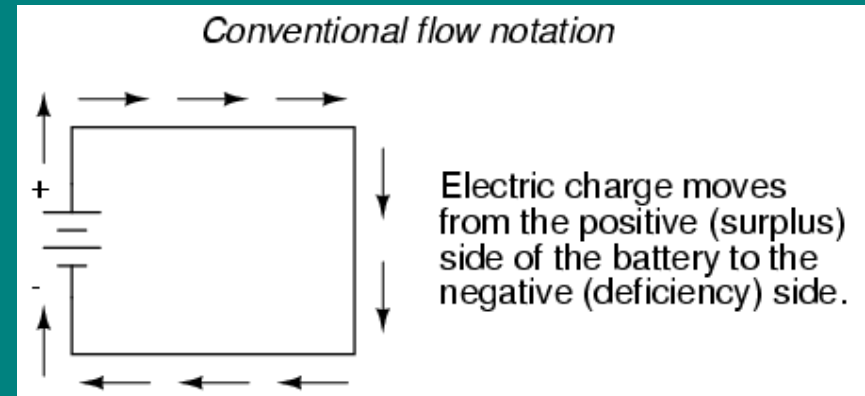 Conventional flow notation
+
-
Electric charge moves
from the positive (surplus)
side of the battery to the
negative (deficiency) side.